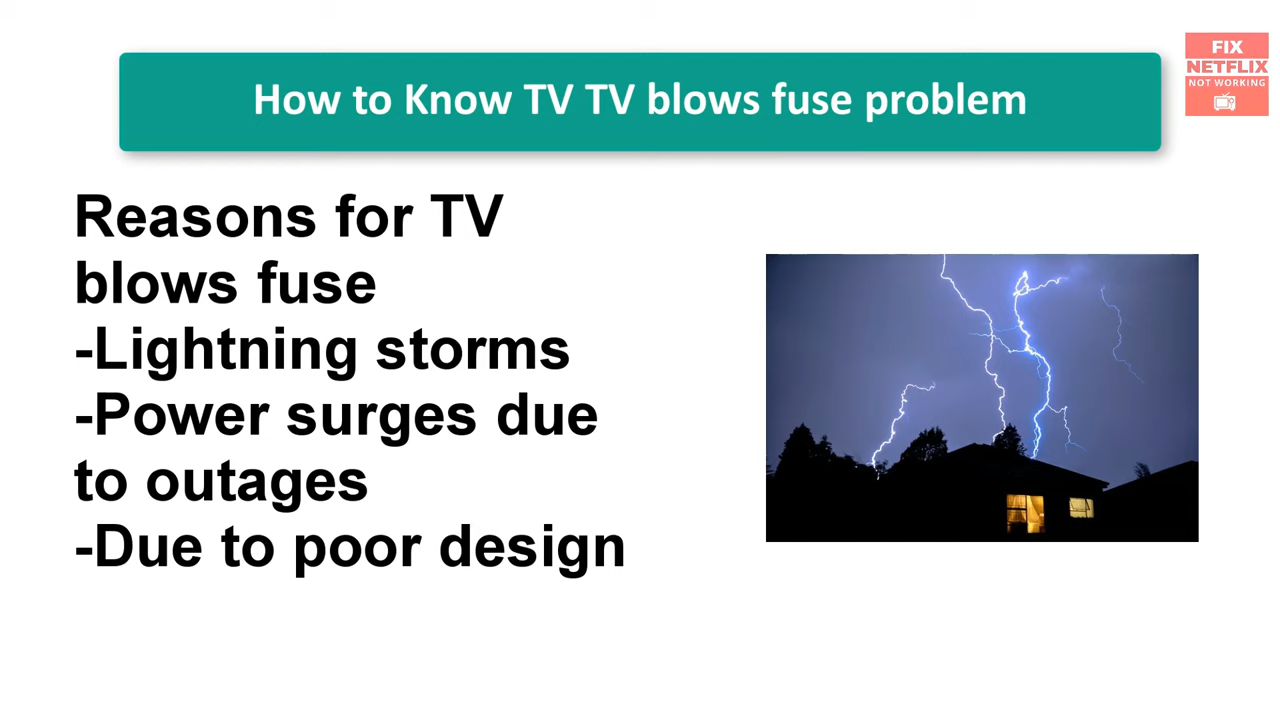 How to Know TV TV blows fuse problem
FIX
NETFLIX
NOT WORKING
Reasons for TV
blows fuse
-Lightning storms
-Power surges due
to outages
-Due to poor design